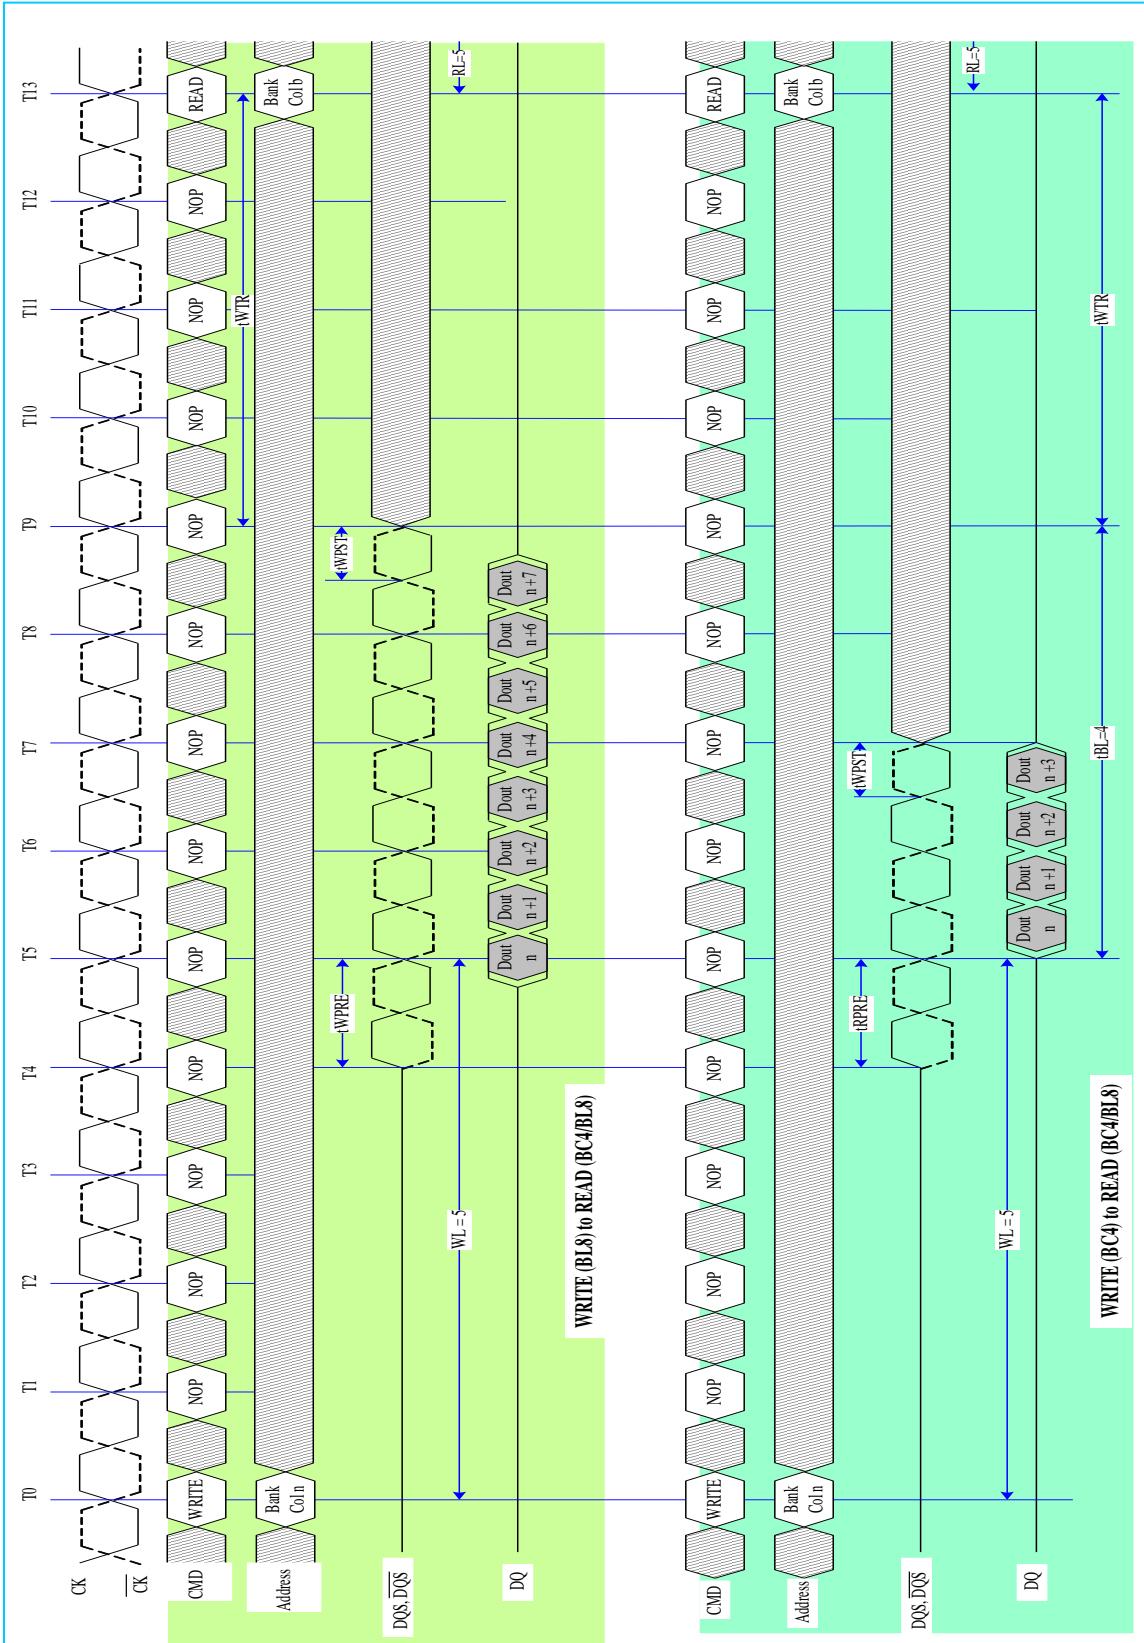 T0 T1 T2 T3 T4 T5 T6 T7 T8 T9 T10 T11 T12 T13
CK
CK
CMD WRITE NOP NOP NOP NOP NOP NOP NOP NOP NOP NOP NOP NOP READ
tWTR
Address Bank Col n Bank Col b
tWPRE tWPST
DQS, DQS
WL = 5 RL=5
DQ Dout n Dout n+1 Dout n+2 Dout n+3 Dout n+4 Dout n+5 Dout n+6 Dout n+7
WRITE (BL8) to READ (BC4/BL8)
CMD WRITE NOP NOP NOP NOP NOP NOP NOP NOP NOP NOP NOP NOP READ
Address Bank Col n Bank Col b
tRPRE tWPST
DQS, DQS
RL=5
WL = 5
DQ Dout n Dout n+1 Dout n+2 Dout n+3
tBL=4 tWTR
WRITE (BC4) to READ (BC4/BL8)